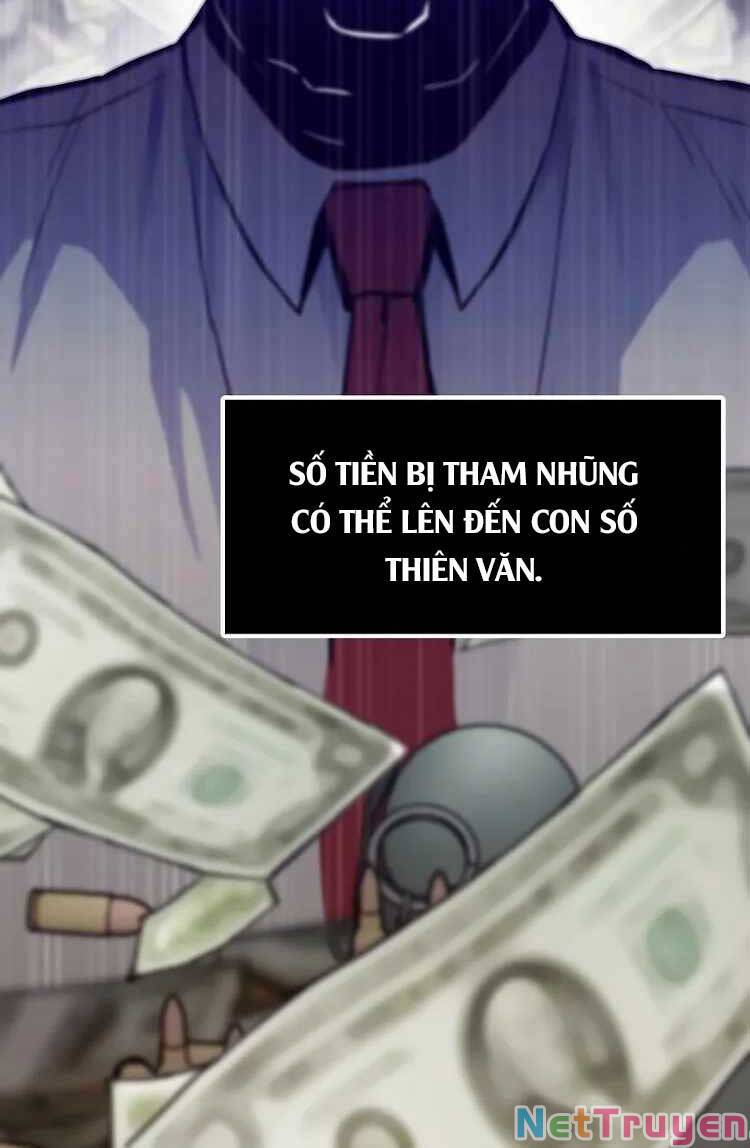 SỐ TIỀN BỊ THAM NHŨNG
CÓ THỂ LÊN ĐẾN CON SỐ
THIÊN VĂN.
NetTruyen